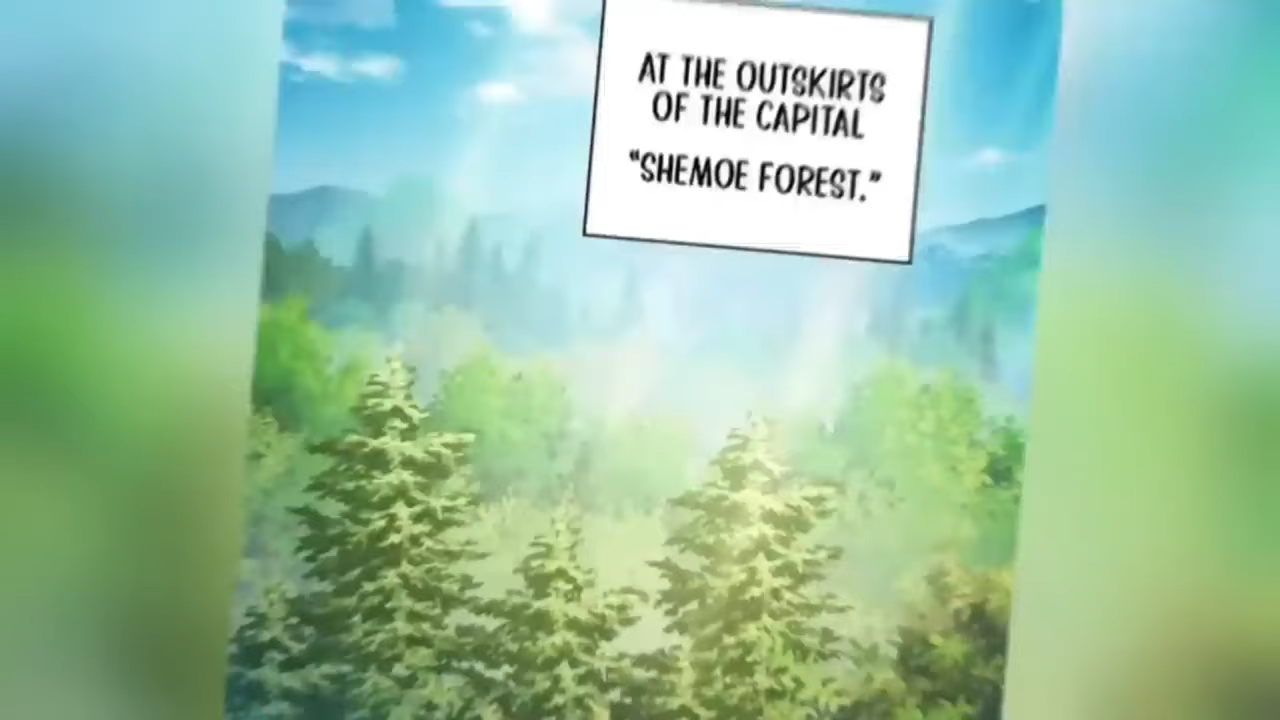 AT THE OUTSKIRTS
OF THE CAPITAL
"SHEMOE FOREST."